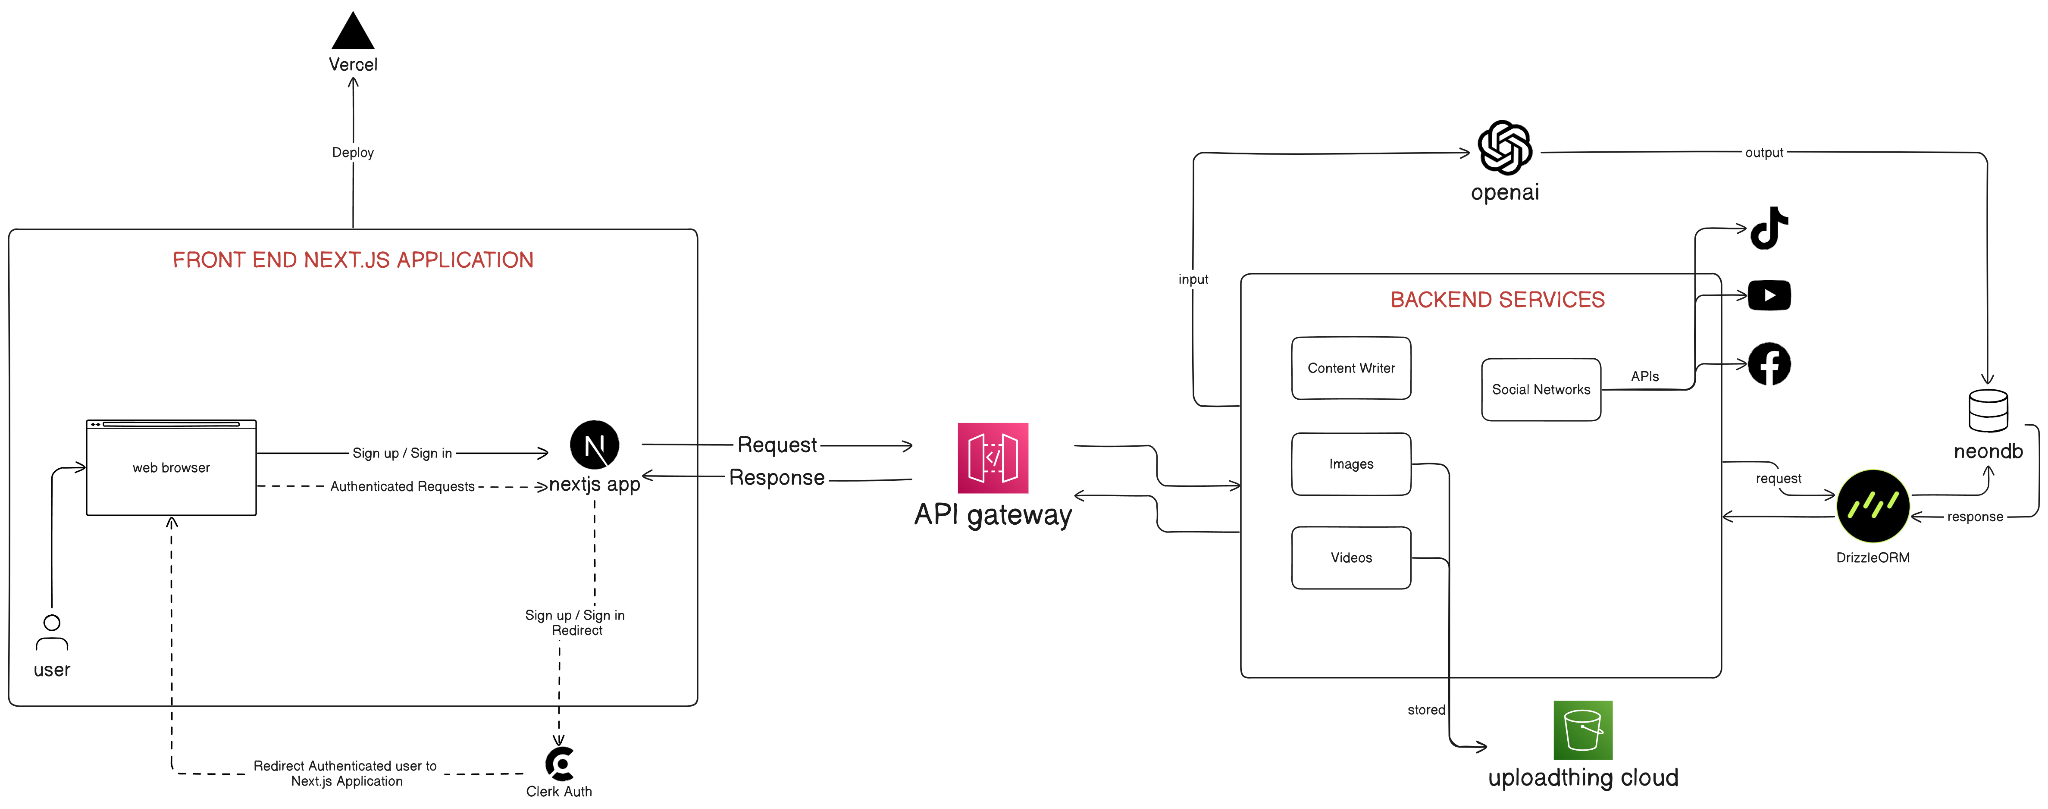 Vercel
Deploy
FRONT END NEXT.JS APPLICATION
web browser
Sign up / Sign in
Authenticated Requests
nextjs app
user
Sign up / Sign in
Redirect
Redirect Authenticated user to
Next.js Application
Clerk Auth
Request
Response
API gateway
input
openai
output
BACKEND SERVICES
Content Writer
Images
Videos
Social Networks
APIs
stored
uploadthing cloud
request
DrizzleORM
response
neondb